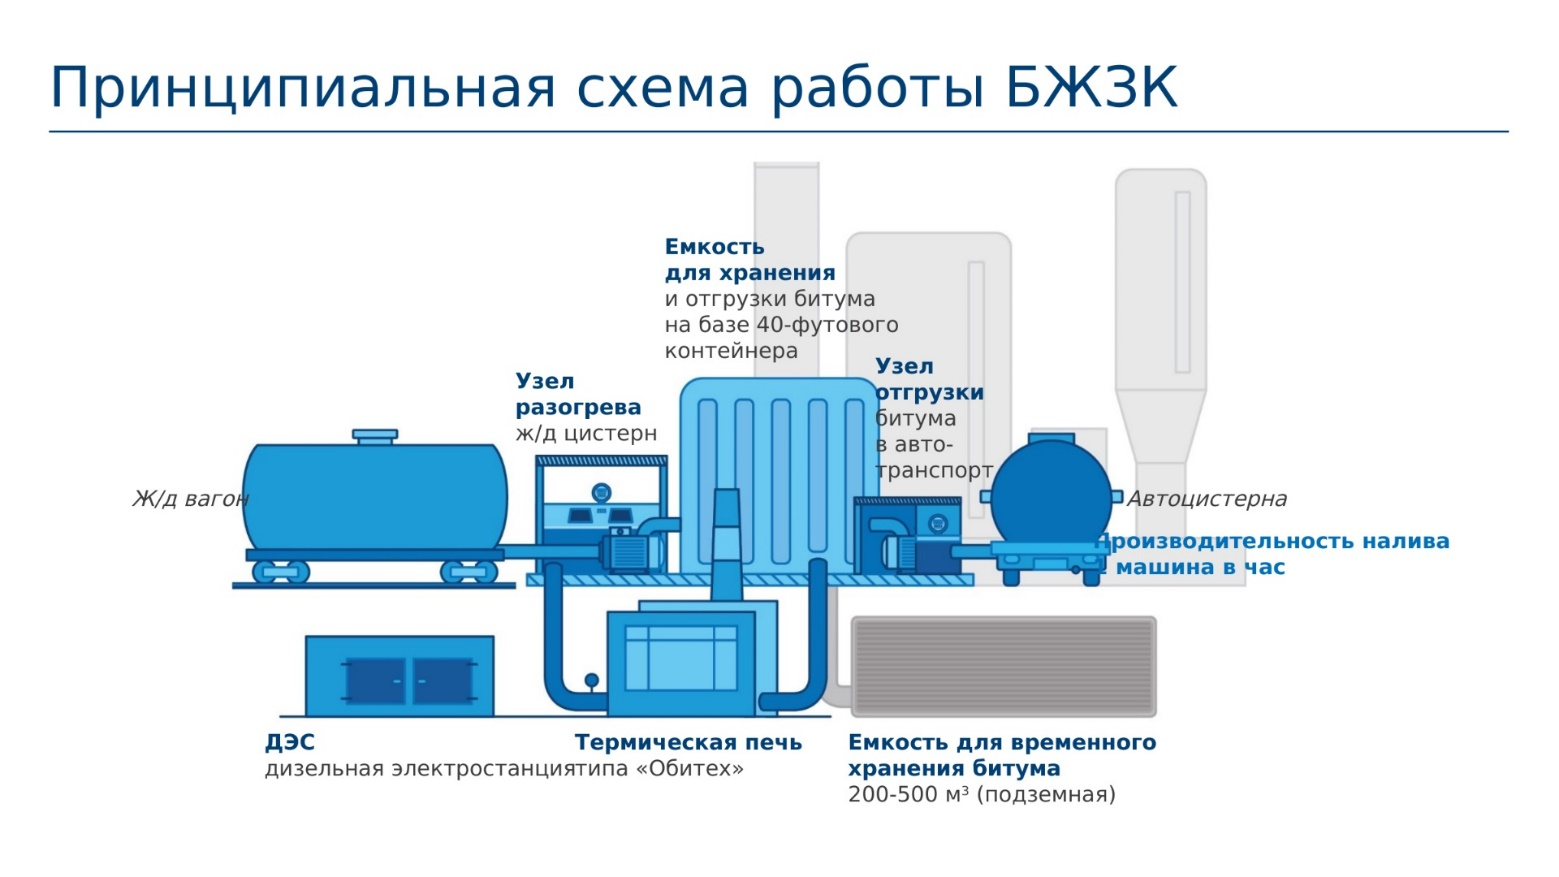 Принципиальная схема работы БЖЗК
Емкость
для хранения
и отгрузки битума
на базе 40-футового
контейнера
Узел
разогрева
ж/д цистерн
Узел
отгрузки
битума
в авто-
транспорт
Ж/д вагон
Автоцистерна
Производительность налива
машина в час
ДЭС
дизельная электростанция
Термическая печь
типа «Обитех»
Емкость для временного
хранения битума
200-500 м³ (подземная)